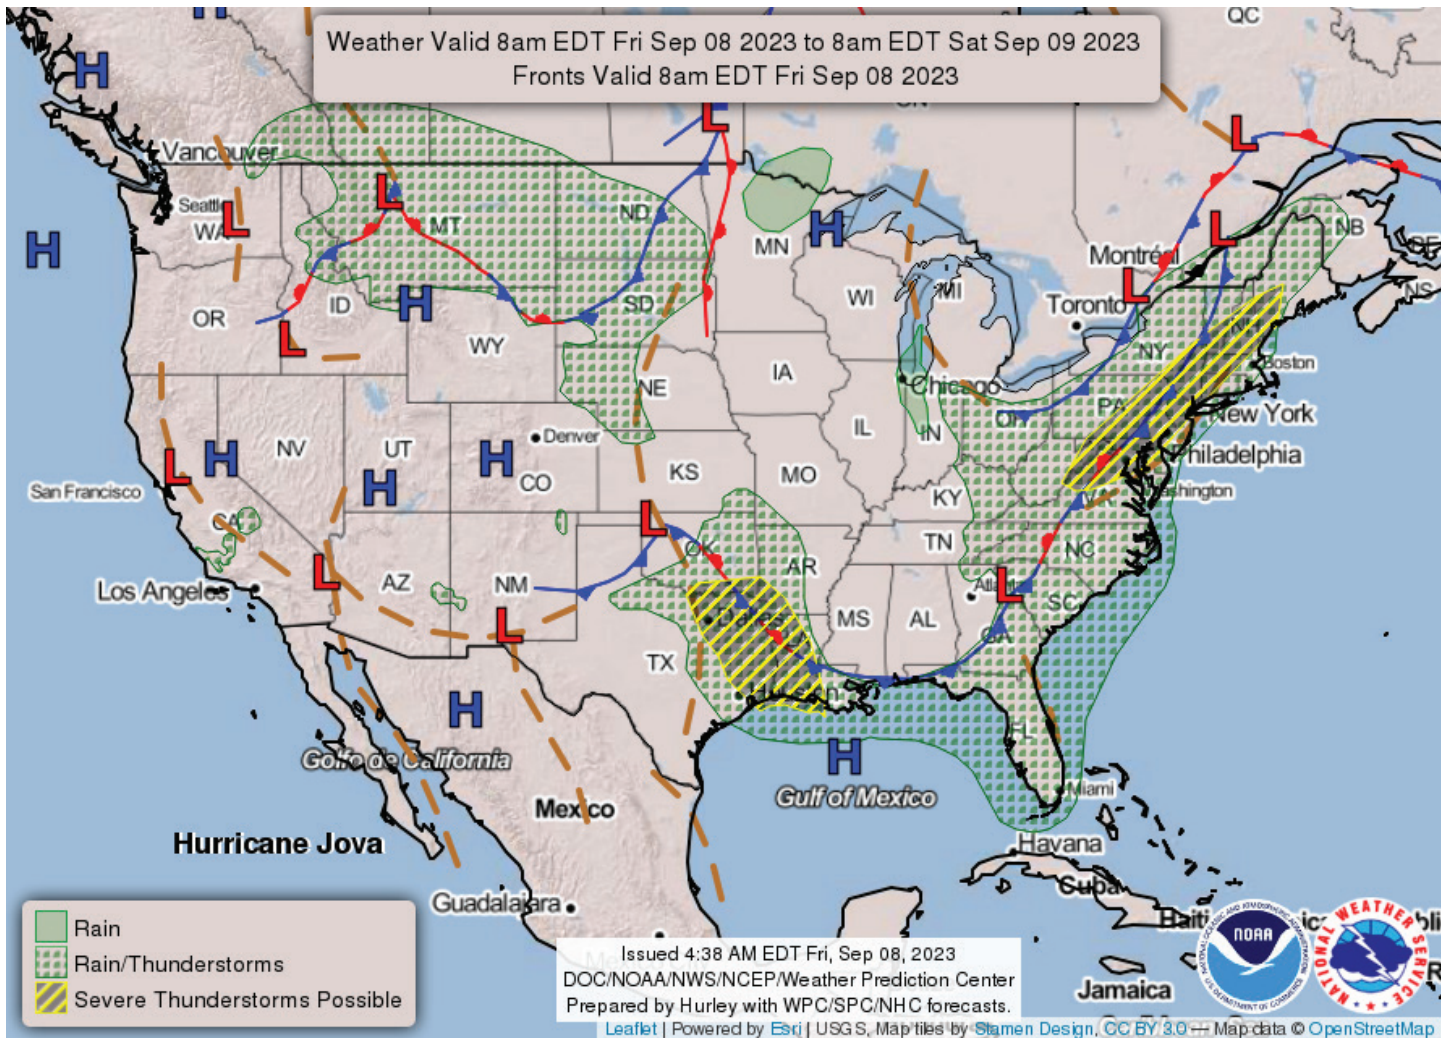 QC
Weather Valid 8am EDT Fri Sep 08 2023 to 8am EDT Sat Sep 09 2023
Fronts Valid 8am EDT Fri Sep 08 2023
H
H
L
L
Vancouver
L
Seattle
WA
L
MT
ND
MN
H
L
NB
H
Montréal
L
NS
OR
ID
H
SD
WI
MI
Toronto
L
WY
NY
NE
IA
Chicago
Boston
PA
New York
OH
NV
UT
Denver
IL
IN
Philadelphia
L
H
H
H
CO
KS
MO
KY
VA
Washington
San Francisco
CA
L
OK
TN
NC
Los Angeles
L
AZ
NM
AR
Atlanta
L
SC
L
Dallas
MS
AL
GA
TX
H
Houston
FL
Golfo de California
H
Gulf of Mexico
Miami
Mexico
Hurricane Jova
Havana
Cuba
Guadalajara
Haiti
Jamaica
Rain
Rain/Thunderstorms
Severe Thunderstorms Possible
Issued 4:38 AM EDT Fri, Sep 08, 2023
DOC/NOAA/NWS/NCEP/Weather Prediction Center
Prepared by Hurley with WPC/SPC/NHC forecasts.
NOAA
NATIONAL WEATHER SERVICE
Leaflet | Powered by Esri | USGS, Map tiles by Stamen Design, CC BY 3.0 — Map data © OpenStreetMap